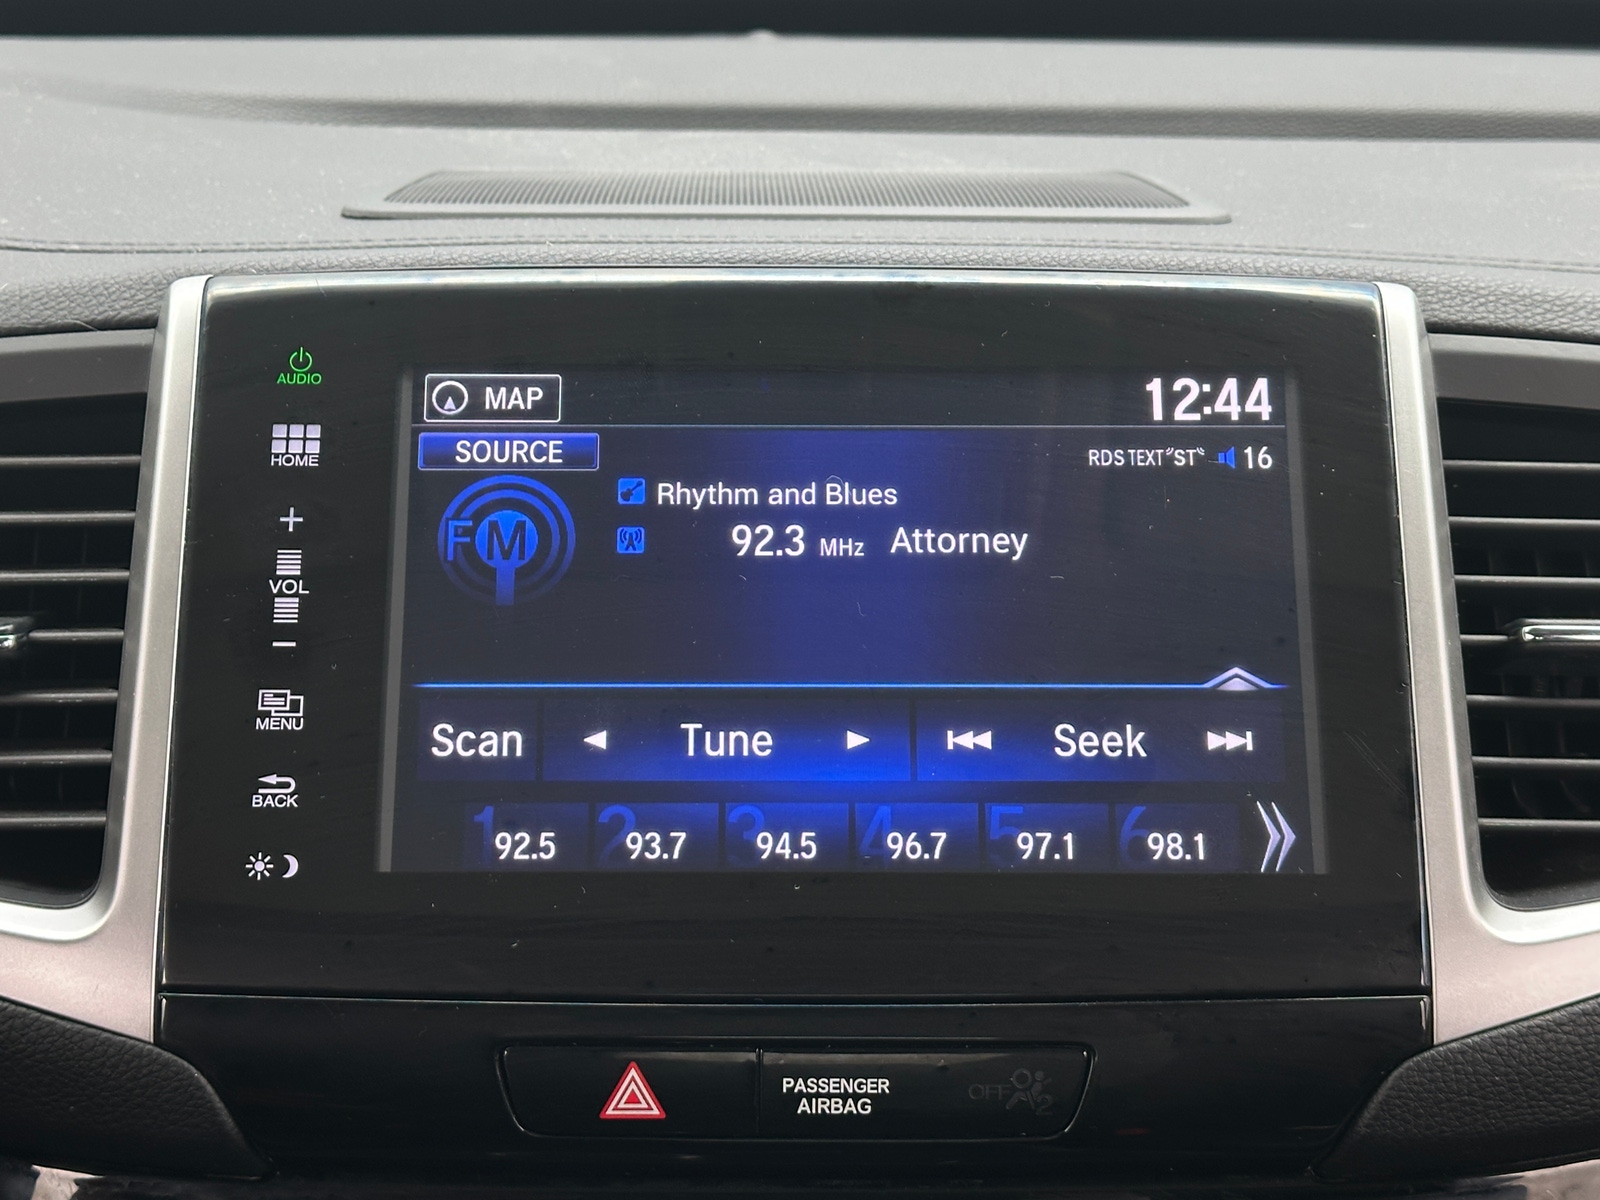 AUDIO
MAP
12:44
HOME
SOURCE
RDS TEXT "ST" 16
FM
Rhythm and Blues
92.3 MHz Attorney
+
VOL
−
MENU
Scan Tune Seek
BACK
1 2 3 4 5 6
92.5 93.7 94.5 96.7 97.1 98.1
PASSENGER
AIRBAG
OFF 2